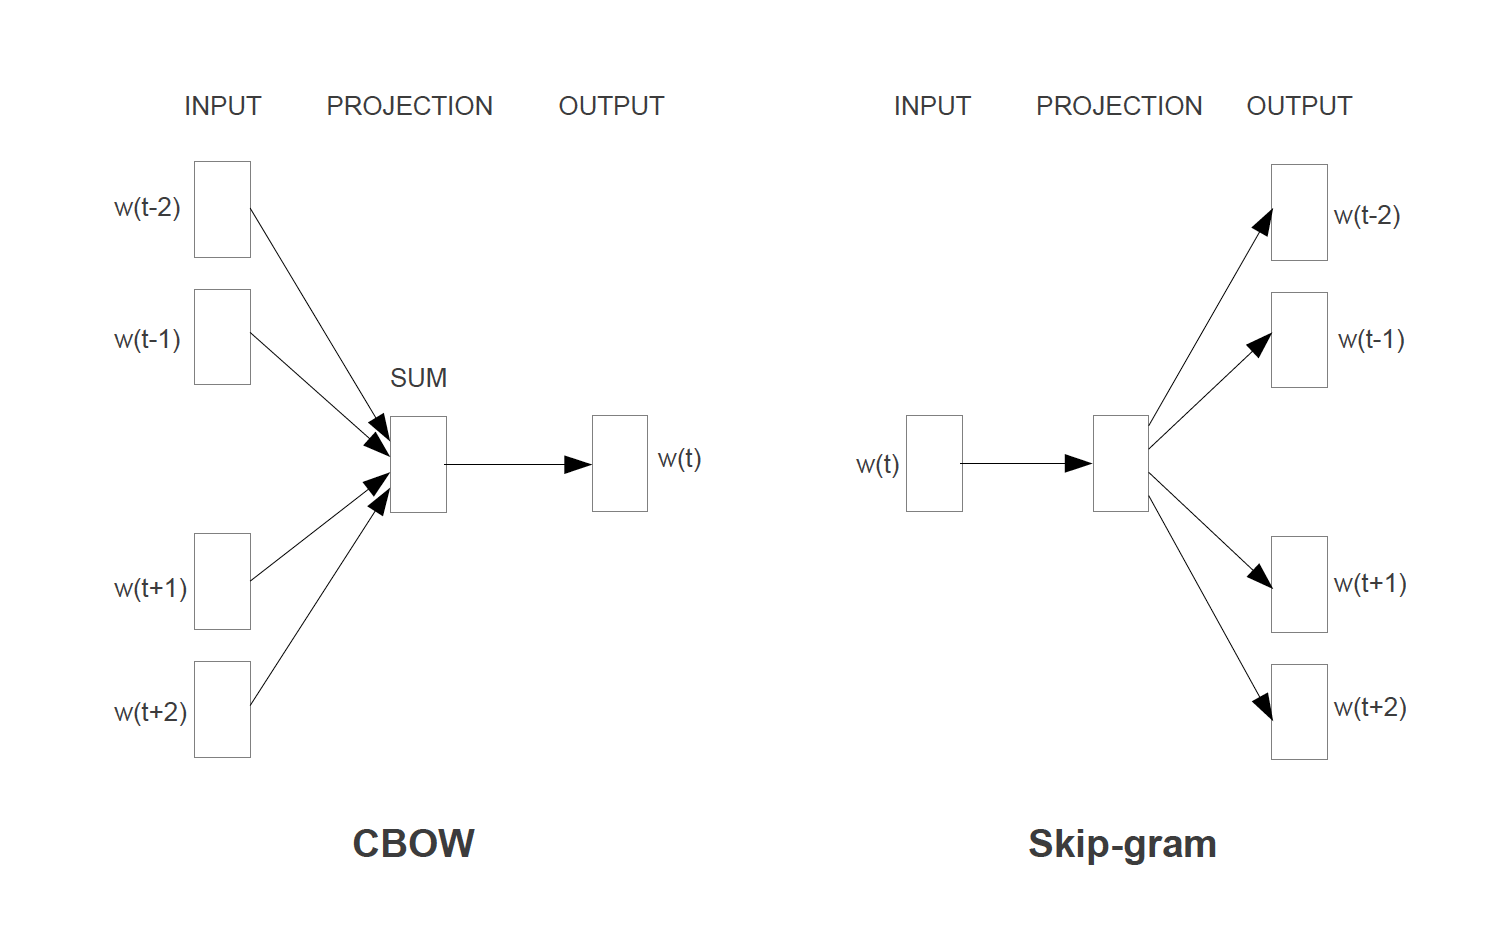 INPUT PROJECTION OUTPUT
w(t-2)
w(t-1)
SUM
w(t)
w(t+1)
w(t+2)
CBOW
INPUT PROJECTION OUTPUT
w(t-2)
w(t-1)
w(t)
w(t+1)
w(t+2)
Skip-gram